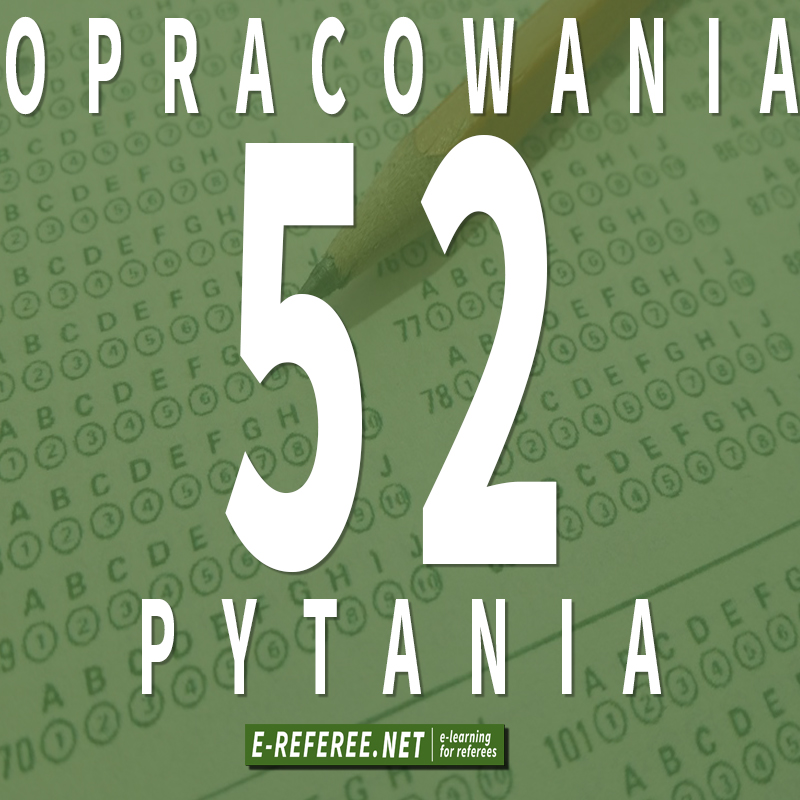 OPRACOWANIA
52
PYTANIA
E-REFEREE.NET
e-learning
for referees